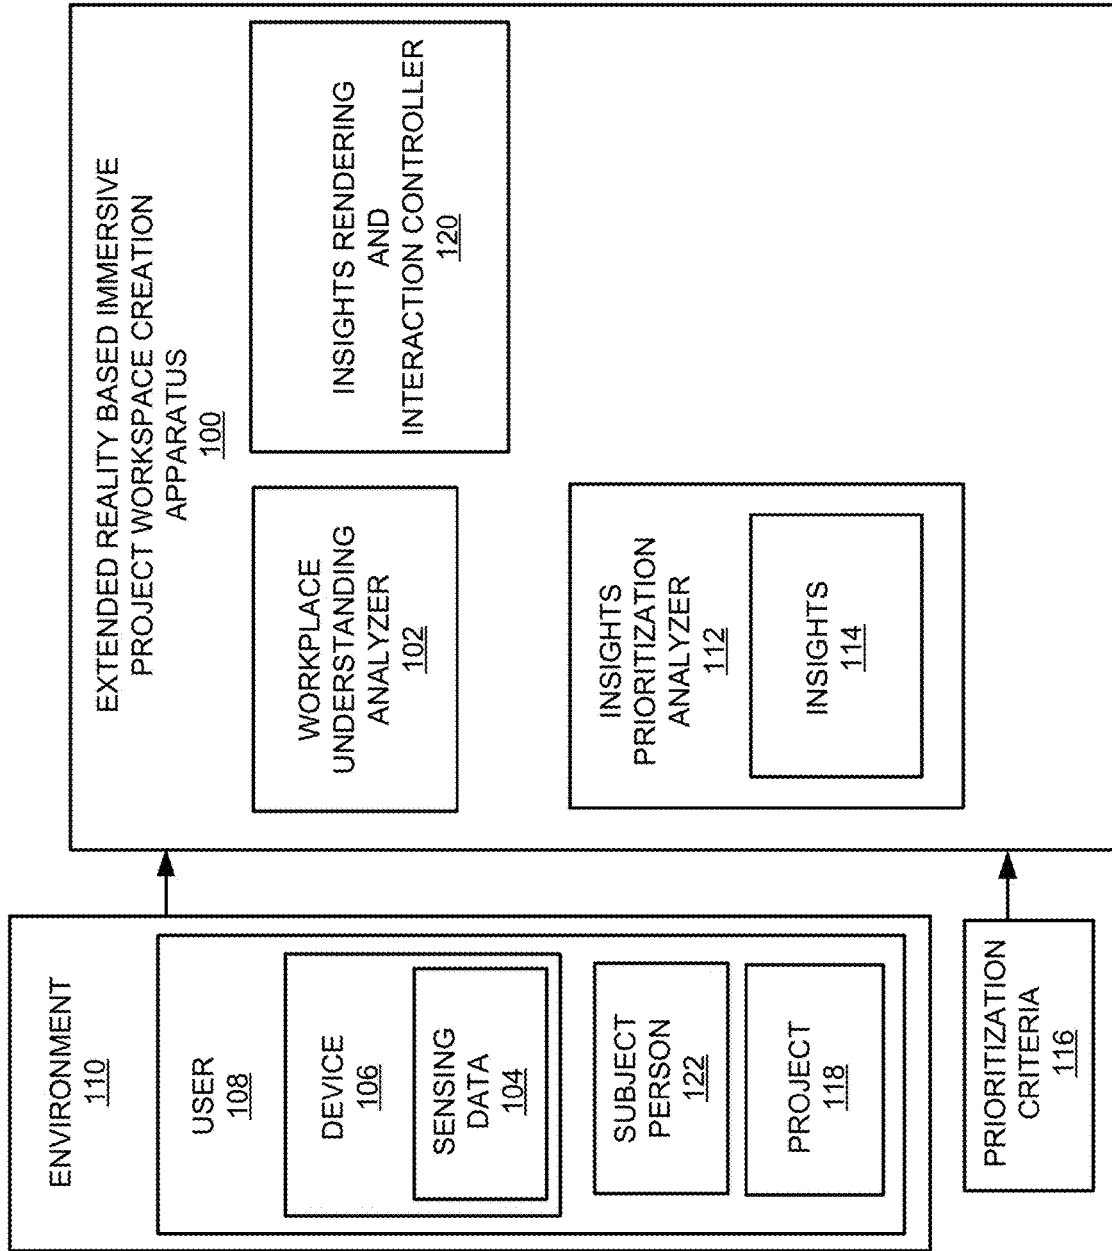 ENVIRONMENT
110
USER
108
DEVICE
106
SENSING
DATA
104
SUBJECT
PERSON
122
PROJECT
118
PRIORITIZATION
CRITERIA
116
EXTENDED REALITY BASED IMMERSIVE
PROJECT WORKSPACE CREATION
APPARATUS
100
WORKPLACE
UNDERSTANDING
ANALYZER
102
INSIGHTS RENDERING
AND
INTERACTION CONTROLLER
120
INSIGHTS
PRIORITIZATION
ANALYZER
112
INSIGHTS
114